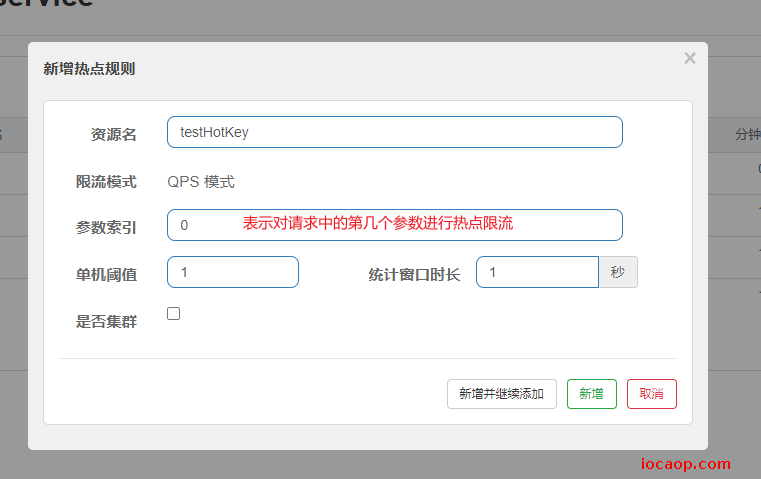 service
新增热点规则
×
资源名 testHotKey
限流模式 QPS 模式
参数索引 0 表示对请求中的第几个参数进行热点限流
单机阈值 1 统计窗口时长 1 秒
是否集群
新增并继续添加 新增 取消
分钟
iocaop.com